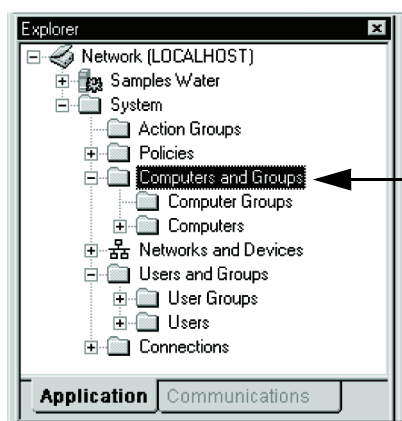 Explorer
Network (LOCALHOST)
Samples Water
System
Action Groups
Policies
Computers and Groups
Computer Groups
Computers
Networks and Devices
Users and Groups
User Groups
Users
Connections
Application Communications